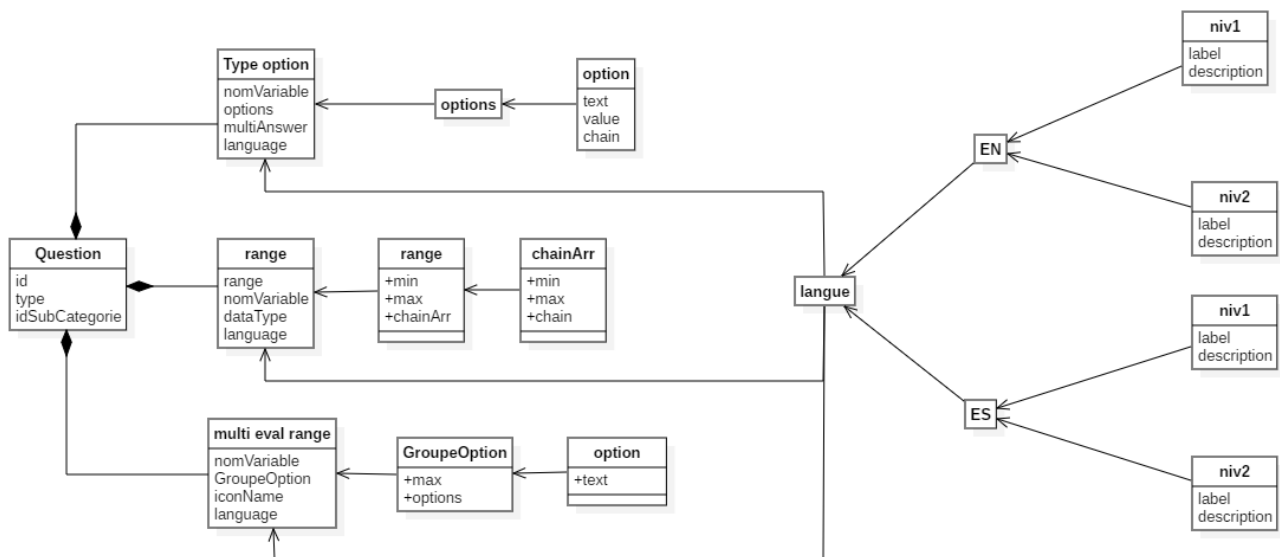 Type option
nomVariable
options
multiAnswer
language
options
option
text
value
chain
niv1
label
description
EN
niv2
label
description
Question
id
type
idSubCategorie
range
range
nomVariable
dataType
language
range
+min
+max
+chainArr
chainArr
+min
+max
+chain
langue
niv1
label
description
ES
niv2
label
description
multi eval range
nomVariable
GroupeOption
iconName
language
GroupeOption
+max
+options
option
+text